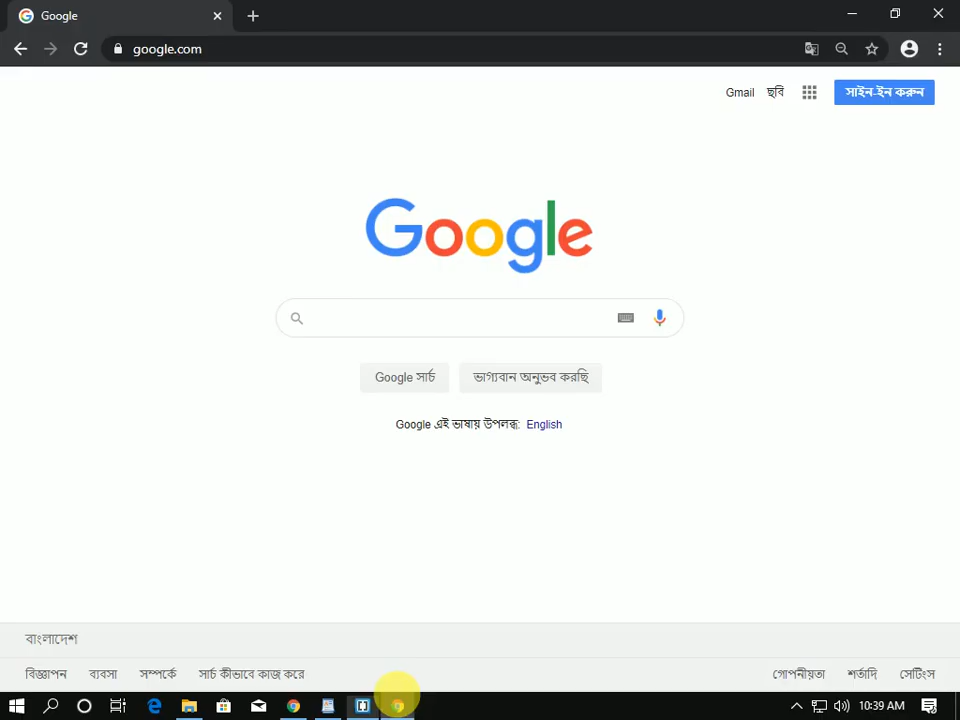 Google
google.com
Gmail ছবি সাইন-ইন করুন
Google
Google সার্চ ভাগ্যবান অনুভব করছি
Google এই ভাষায় উপলব্ধ: English
বাংলাদেশ
বিজ্ঞাপন ব্যবসা সম্পর্কে সার্চ কীভাবে কাজ করে গোপনীয়তা শর্তাদি সেটিংস
10:39 AM